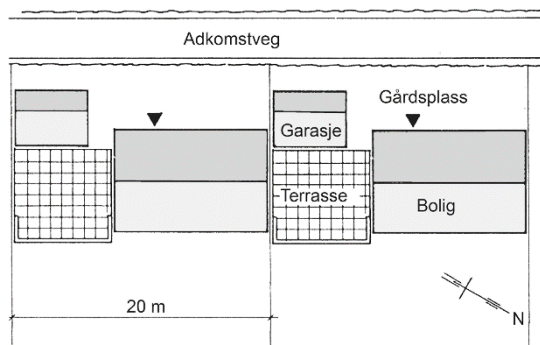 Adkomstveg
Gårdsplass
Garasje
Terrasse
Bolig
20 m
N